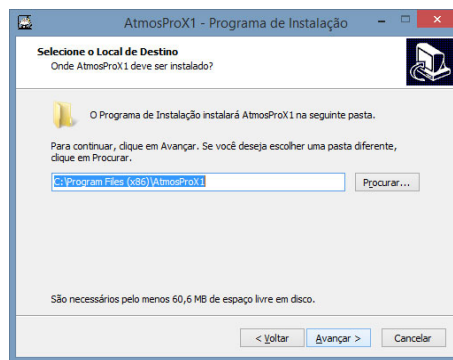 AtmosProX1 - Programa de Instalação
Selecione o Local de Destino
Onde AtmosProX1 deve ser instalado?
O Programa de Instalação instalará AtmosProX1 na seguinte pasta.
Para continuar, clique em Avançar. Se você deseja escolher uma pasta diferente,
clique em Procurar.
C:\Program Files (x86)\AtmosProX1
Procurar...
São necessários pelo menos 60,6 MB de espaço livre em disco.
< Voltar
Avançar >
Cancelar